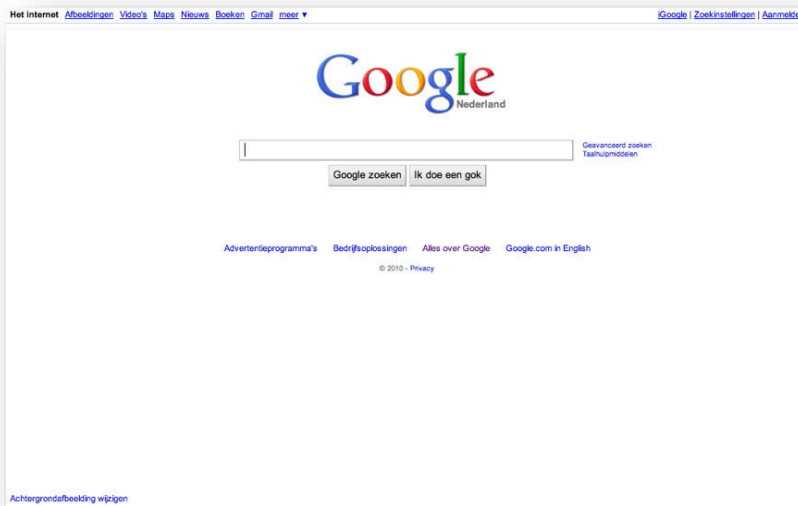 Het internet Afbeeldingen Video's Maps Nieuws Boeken Gmail meer ▼ iGoogle | Zoekinstellingen | Aanmelde
Google
Nederland
Geavanceerd zoeken
Taalhulpmiddelen
Google zoeken Ik doe een gok
Advertentieprogramma's Bedrijfsoplossingen Alles over Google Google.com in English
© 2010 - Privacy
Achtergrondafbeelding wijzigen